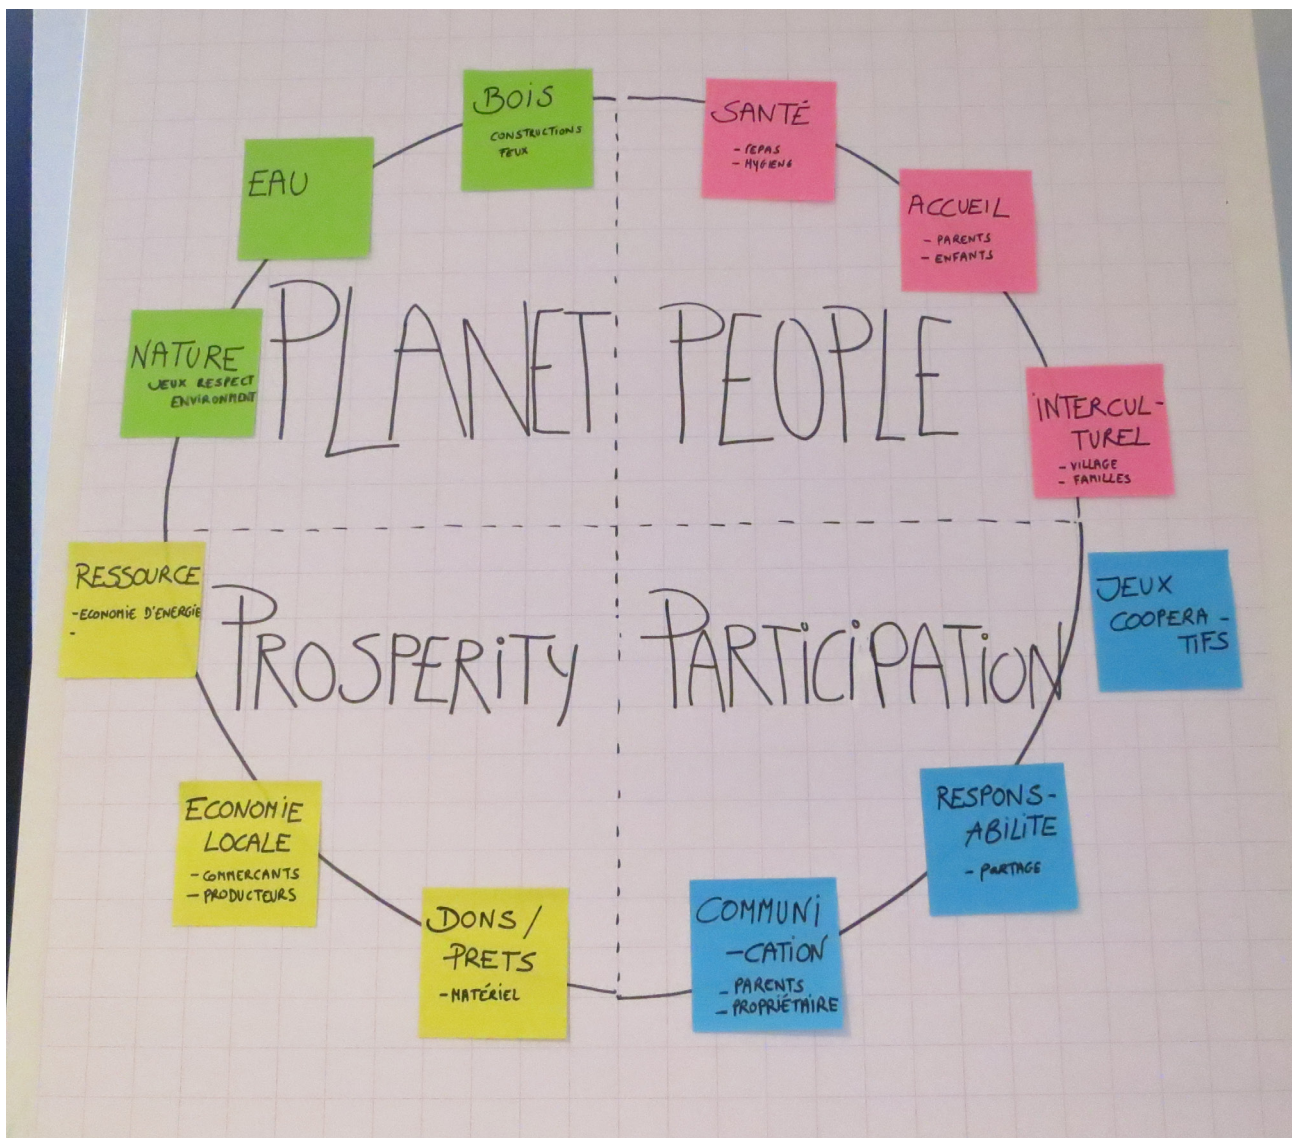 BOIS
CONSTRUCTIONS
FEUX
EAU
NATURE
JEUX RESPECT
ENVIRONMENT
PLANET
SANTÉ
- REPAS
- HYGIENE
ACCUEIL
- PARENTS
- ENFANTS
INTERCUL-
TUREL
- VILLAGE
- FAMILLES
PEOPLE
RESSOURCE
- ECONOMIE D'ENERGIE
-
PROSPERITY
ECONOMIE
LOCALE
- COMMERCANTS
- PRODUCTEURS
DONS /
PRETS
- MATÉRIEL
PARTICIPATION
JEUX
COOPERA-
TIFS
RESPONS-
ABILITE
- PARTAGE
COMMUNI
-CATION
- PARENTS
- PROPRIÉTAIRE